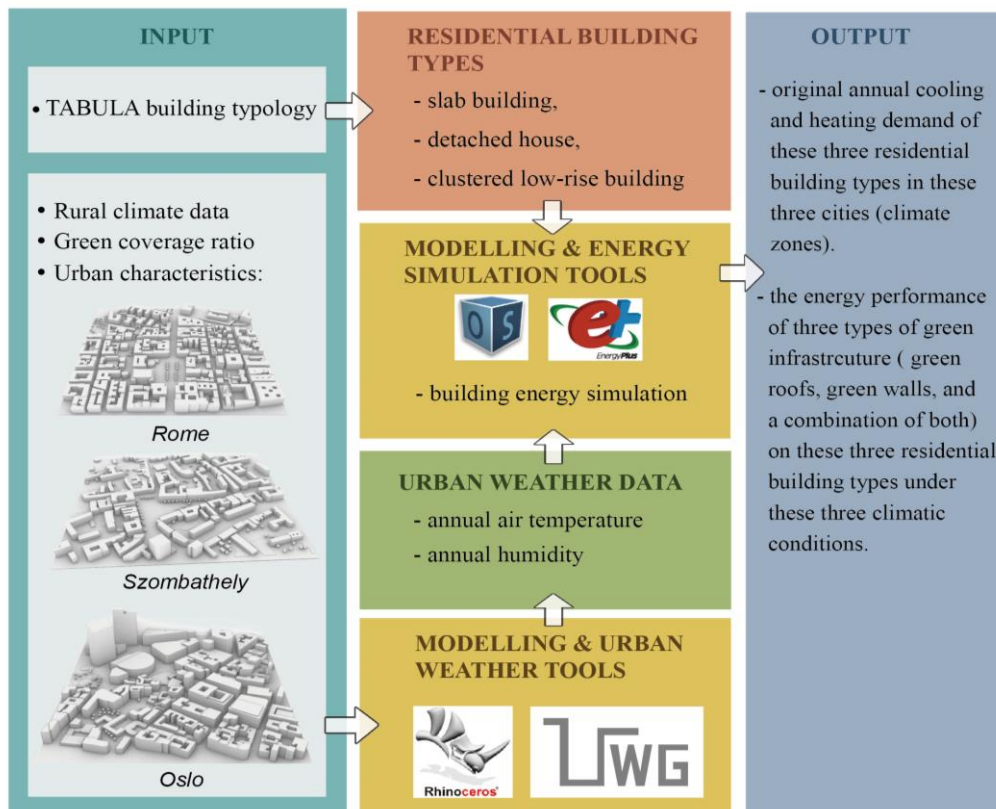 INPUT
• TABULA building typology
• Rural climate data
• Green coverage ratio
• Urban characteristics:
Rome
Szombathely
Oslo
RESIDENTIAL BUILDING
TYPES
- slab building,
- detached house,
- clustered low-rise building
MODELLING & ENERGY
SIMULATION TOOLS
OS
e+
EnergyPlus
- building energy simulation
URBAN WEATHER DATA
- annual air temperature
- annual humidity
MODELLING & URBAN
WEATHER TOOLS
Rhinoceros®
UWG
OUTPUT
- original annual cooling
and heating demand of
these three residential
building types in these
three cities (climate
zones).
- the energy performance
of three types of green
infrastrcuture ( green
roofs, green walls, and
a combination of both)
on these three residential
building types under
these three climatic
conditions.